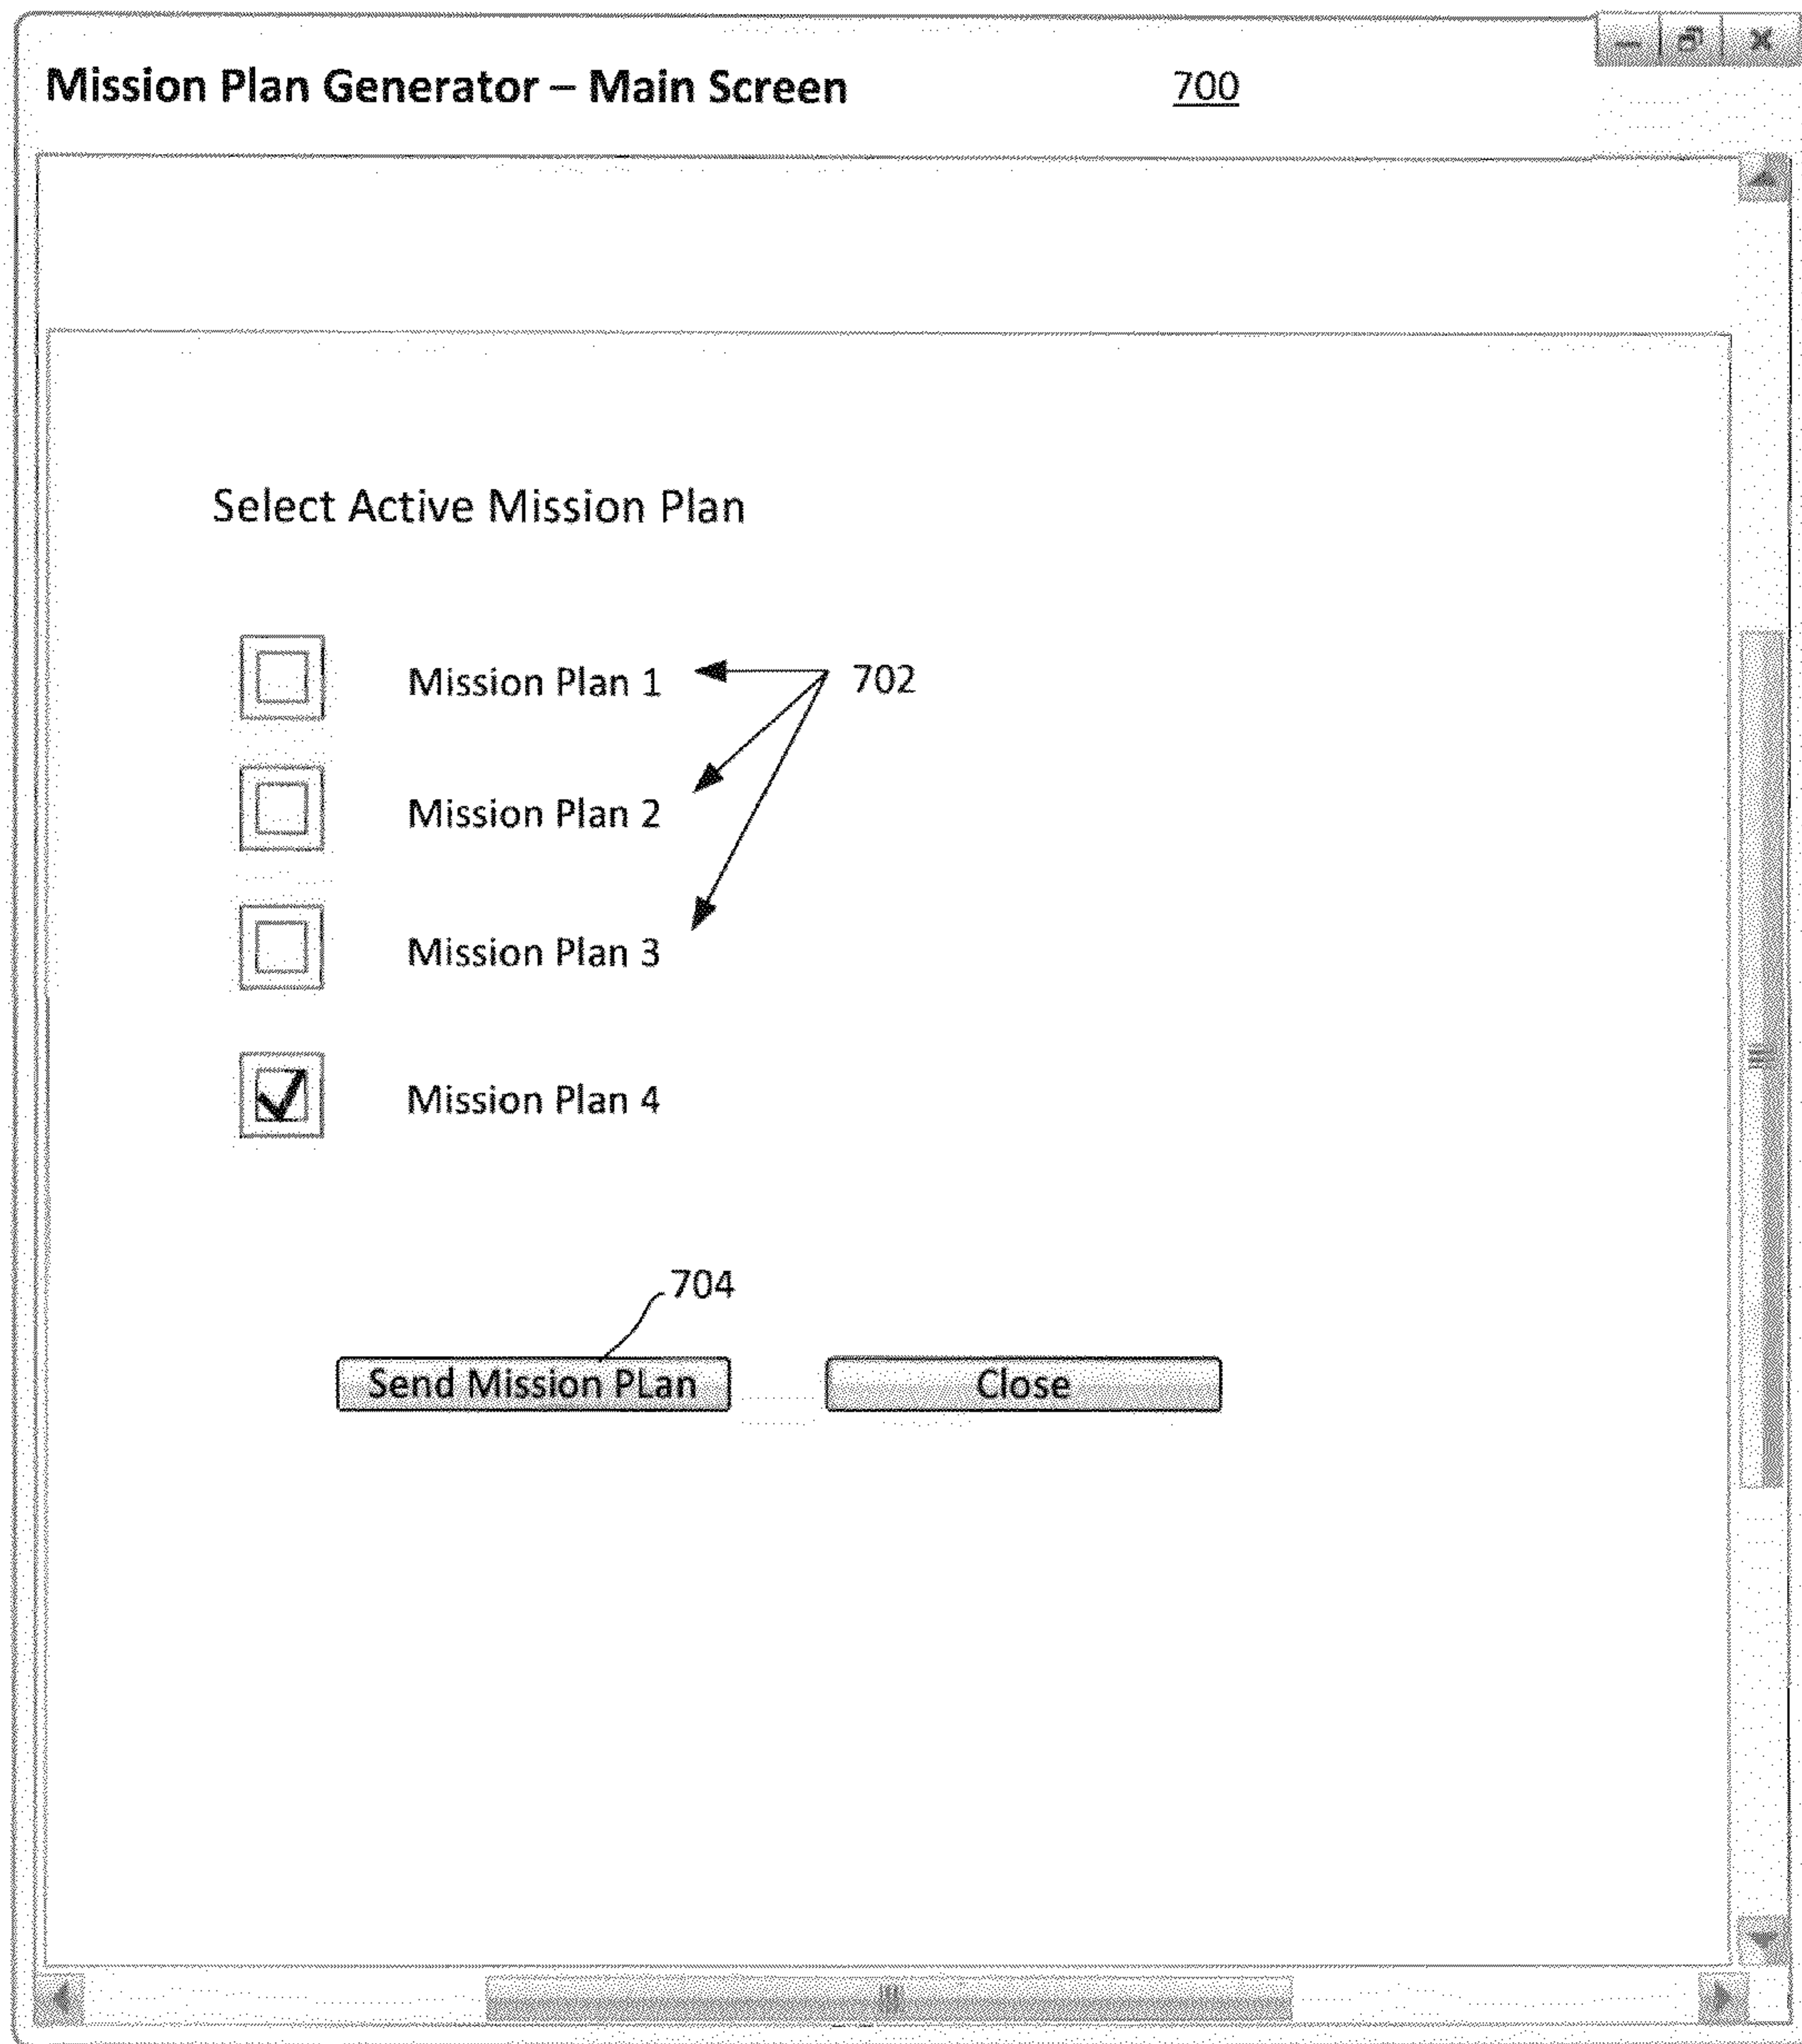 Mission Plan Generator – Main Screen 700
Select Active Mission Plan
Mission Plan 1 702
Mission Plan 2
Mission Plan 3
Mission Plan 4
704
Send Mission PLan Close